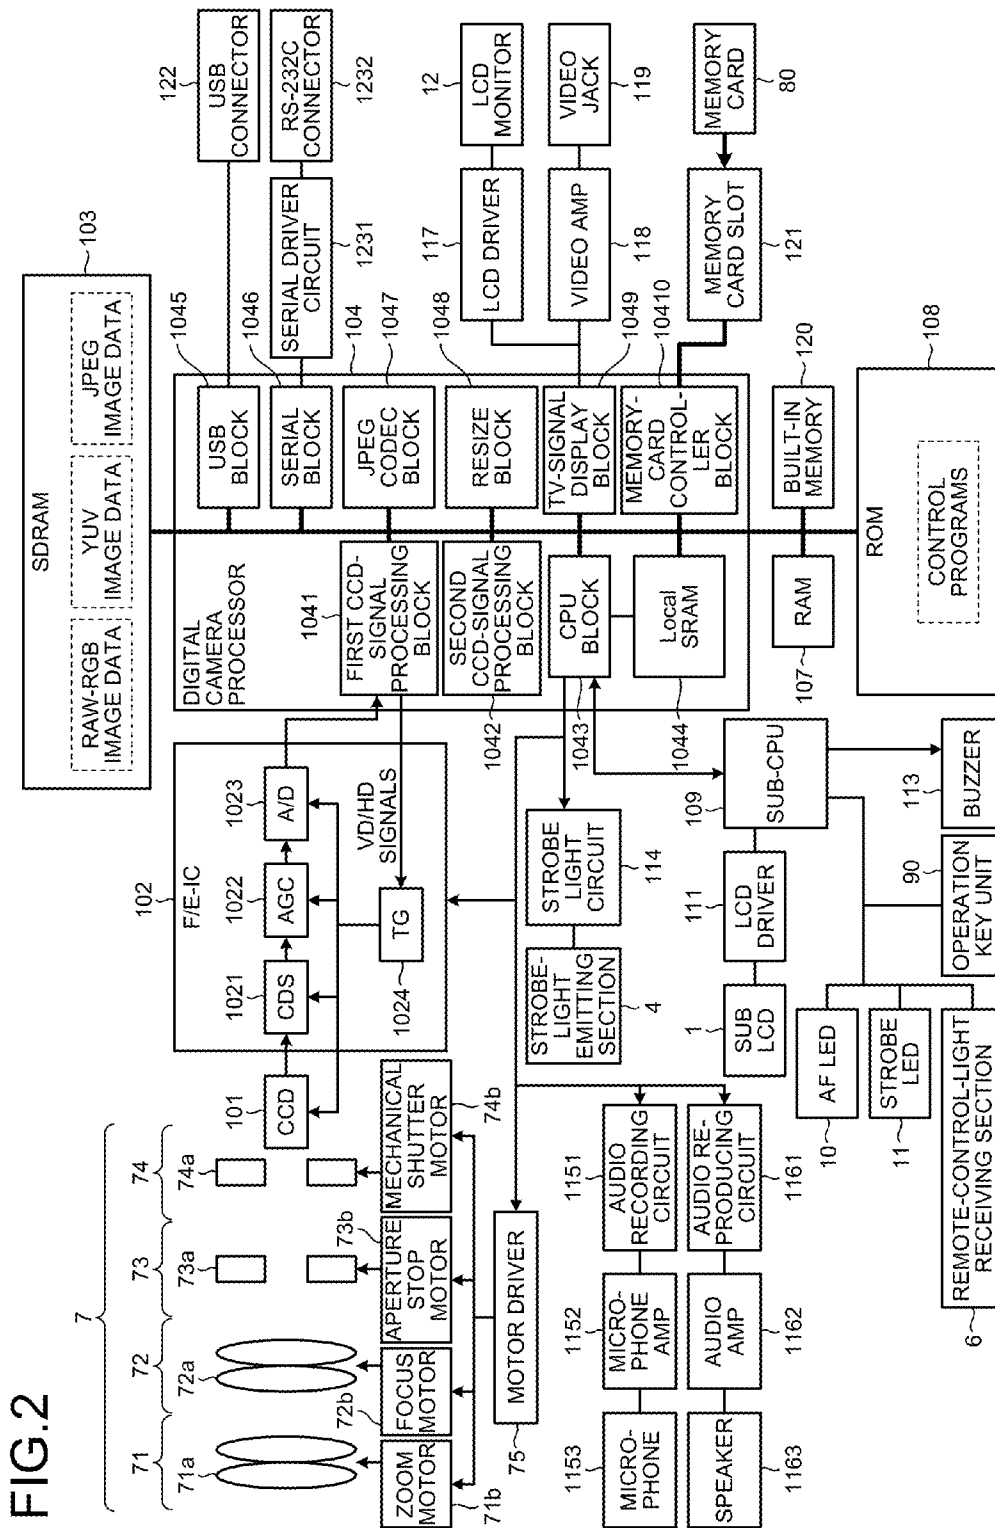 FIG.2
7
71
72
73
74
71a
72a
73a
74a
101
CCD
ZOOM
MOTOR
71b
FOCUS
MOTOR
72b
APERTURE
STOP
MOTOR
73b
MECHANICAL
SHUTTER
MOTOR
74b
MOTOR DRIVER
75
102
F/E-IC
1021
CDS
1022
AGC
1023
A/D
TG
1024
VD/HD
SIGNALS
SDRAM
103
RAW-RGB
IMAGE DATA
YUV
IMAGE DATA
JPEG
IMAGE DATA
DIGITAL
CAMERA
PROCESSOR
104
1041
FIRST CCD-
SIGNAL
PROCESSING
BLOCK
SECOND
CCD-SIGNAL
PROCESSING
BLOCK
1042
CPU
BLOCK
1043
Local
SRAM
1044
1045
USB
BLOCK
1046
SERIAL
BLOCK
1047
JPEG
CODEC
BLOCK
1048
RESIZE BLOCK
1049
TV-SIGNAL
DISPLAY
BLOCK
10410
MEMORY-
CARD
CONTROL-
LER
BLOCK
122
USB
CONNECTOR
SERIAL DRIVER
CIRCUIT
1231
RS-232C
CONNECTOR
1232
117
LCD DRIVER
12
LCD
MONITOR
VIDEO AMP
118
VIDEO
JACK
119
MEMORY
CARD SLOT
121
MEMORY
CARD
80
RAM
107
BUILT-IN
MEMORY
120
ROM
108
CONTROL
PROGRAMS
STROBE
LIGHT
CIRCUIT
114
STROBE-
LIGHT
EMITTING
SECTION
4
109
SUB-CPU
111
LCD
DRIVER
1
SUB
LCD
113
BUZZER
90
OPERATION
KEY UNIT
AF LED
10
STROBE
LED
11
REMOTE-CONTROL-LIGHT
RECEIVING SECTION
6
1151
AUDIO
RECORDING
CIRCUIT
1152
MICRO-
PHONE
AMP
1153
MICRO-
PHONE
AUDIO RE-
PRODUCING
CIRCUIT
1161
AUDIO
AMP
1162
SPEAKER
1163